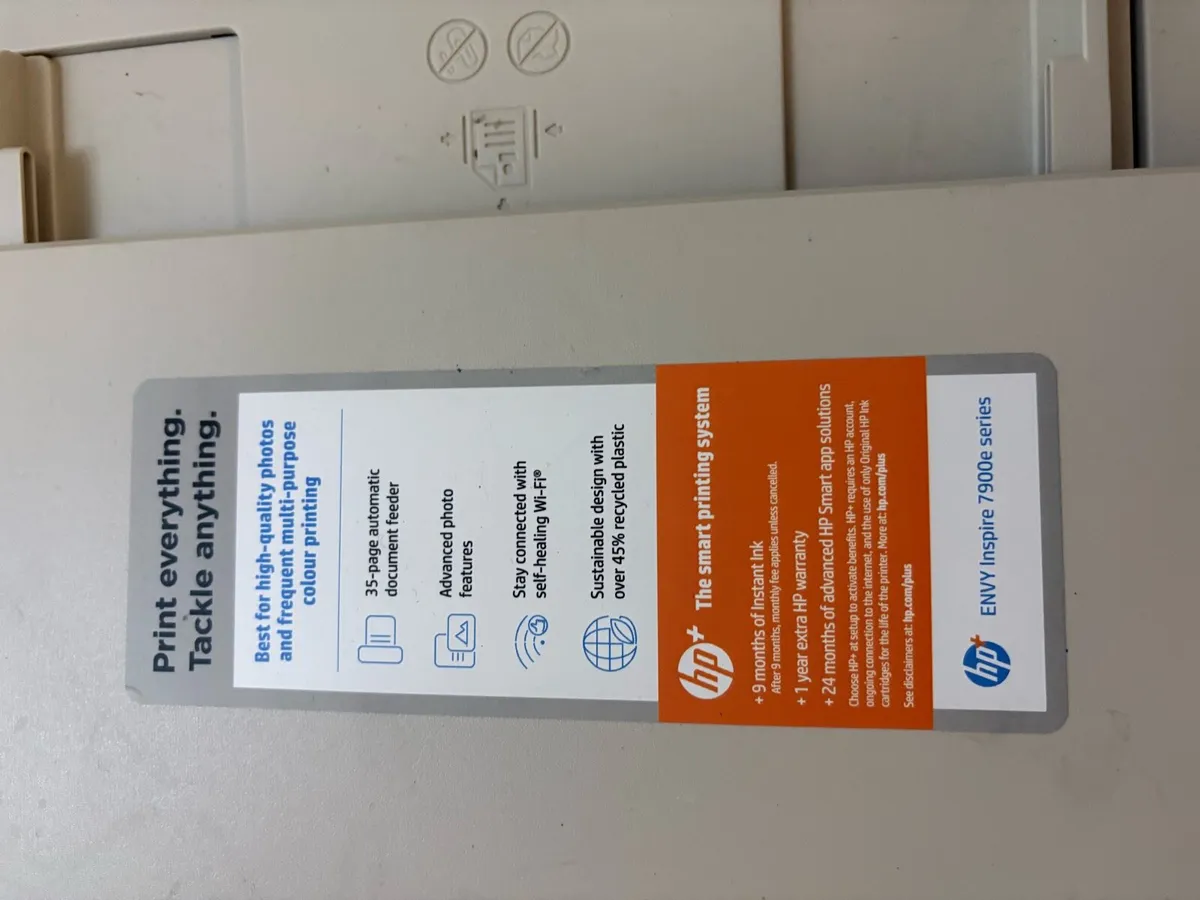 Print everything.
Tackle anything.
Best for high-quality photos
and frequent multi-purpose
colour printing
35-page automatic
document feeder
Advanced photo
features
Stay connected with
self-healing Wi-Fi®
Sustainable design with
over 45% recycled plastic
hp+ The smart printing system
+ 9 months of Instant Ink
After 9 months, monthly fee applies unless cancelled.
+ 1 year extra HP warranty
+ 24 months of advanced HP Smart app solutions
Choose HP+ at setup to activate benefits. HP+ requires an HP account,
ongoing connection to the internet, and the use of only Original HP Ink
cartridges for the life of the printer. More at: hp.com/plus
See disclaimers at: hp.com/plus
hp+ ENVY Inspire 7900e series